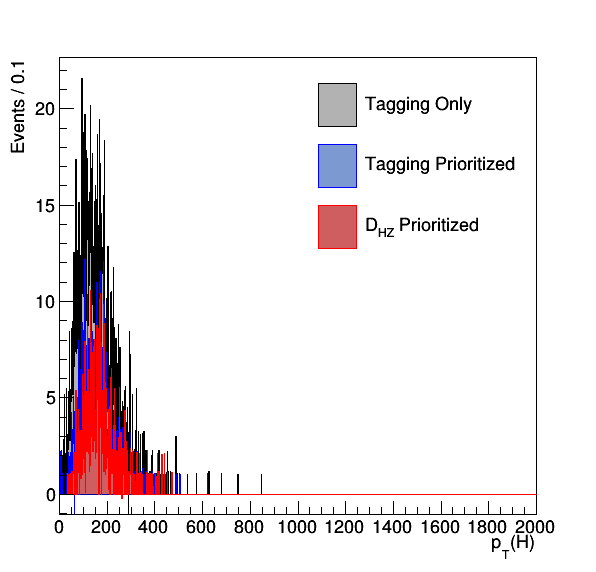 Events / 0.1
20
15
10
5
0
Tagging Only
Tagging Prioritized
D_HZ Prioritized
0 200 400 600 800 1000 1200 1400 1600 1800 2000
p_T(H)